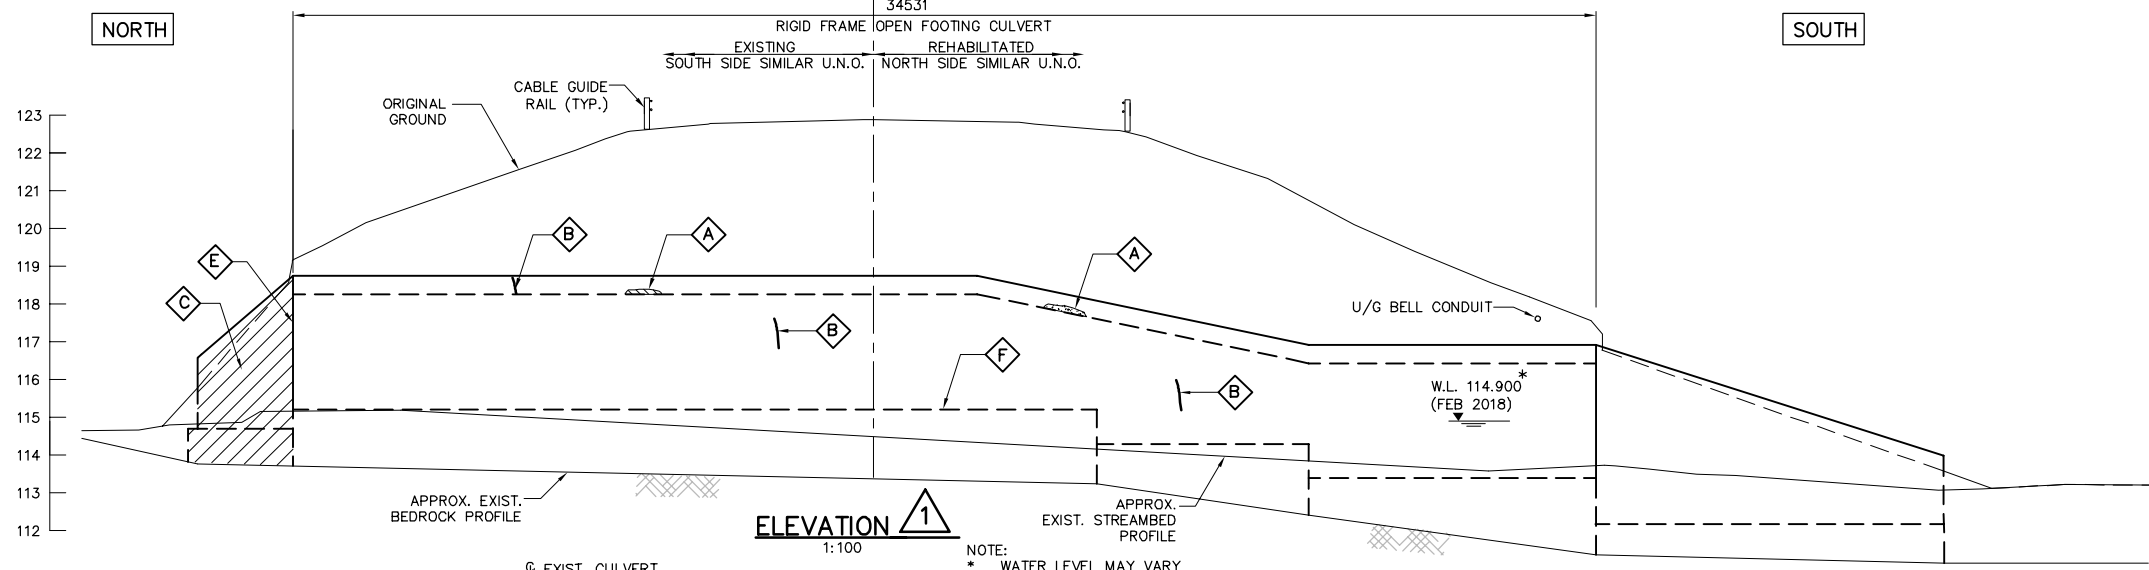 34531
NORTH
RIGID FRAME OPEN FOOTING CULVERT
SOUTH
EXISTING
REHABILITATED
SOUTH SIDE SIMILAR U.N.O.
NORTH SIDE SIMILAR U.N.O.
CABLE GUIDE
RAIL (TYP.)
ORIGINAL
GROUND
123
122
121
120
119
118
117
116
115
114
113
112
B
A
A
E
C
B
F
B
U/G BELL CONDUIT
W.L. 114.900*
(FEB 2018)
APPROX. EXIST.
BEDROCK PROFILE
ELEVATION
1
1:100
APPROX.
EXIST. STREAMBED
PROFILE
NOTE:
* WATER LEVEL MAY VARY
℄ EXIST. CULVERT